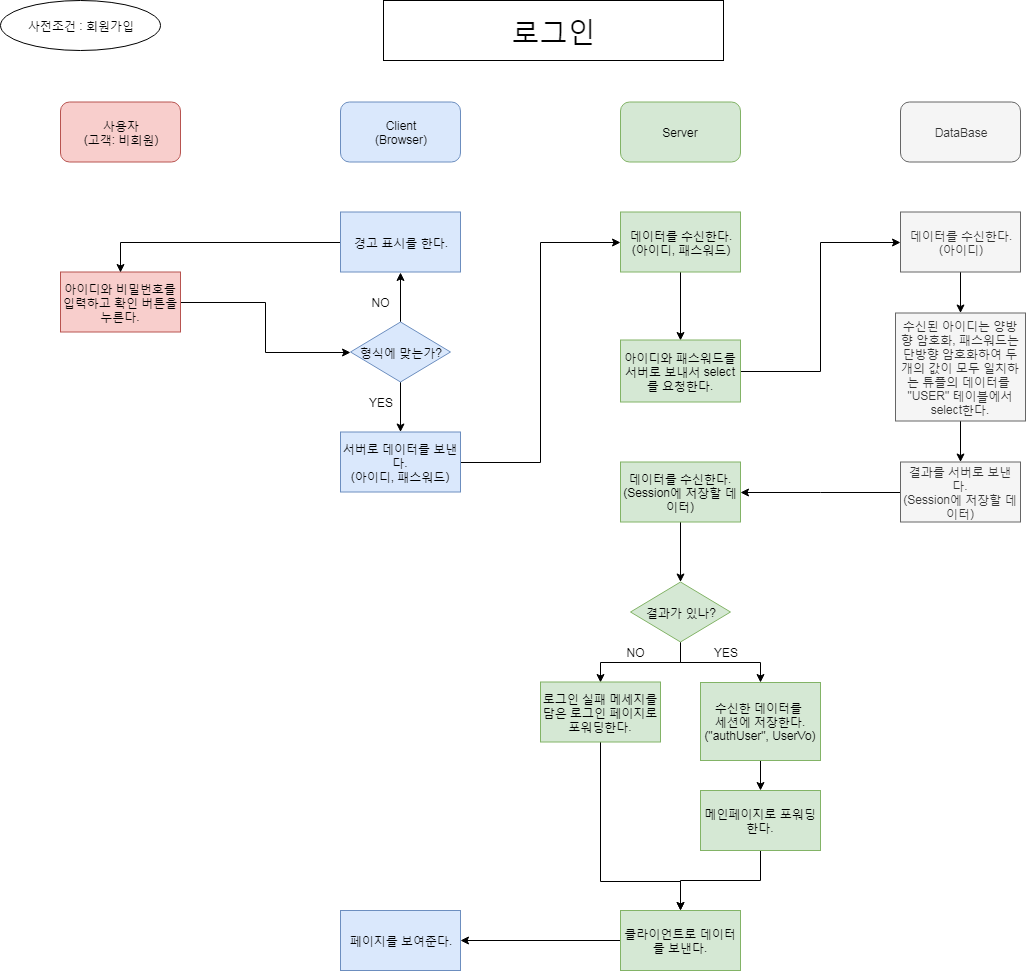 사전조건 : 회원가입
로그인
사용자
(고객: 비회원)
Client
(Browser)
Server
DataBase
경고 표시를 한다.
데이터를 수신한다.
(아이디, 패스워드)
데이터를 수신한다.
(아이디)
아이디와 비밀번호를
입력하고 확인 버튼을
누른다.
NO
형식에 맞는가?
YES
아이디와 패스워드를
서버로 보내서 select
를 요청한다.
수신된 아이디는 양방
향 암호화, 패스워드는
단방향 암호화하여 두
개의 값이 모두 일치하
는 튜플의 데이터를
"USER" 테이블에서
select한다.
서버로 데이터를 보낸
다.
(아이디, 패스워드)
데이터를 수신한다.
(Session에 저장할 데
이터)
결과를 서버로 보낸
다.
(Session에 저장할 데
이터)
결과가 있나?
NO
YES
로그인 실패 메세지를
담은 로그인 페이지로
포워딩한다.
수신한 데이터를
세션에 저장한다.
("authUser", UserVo)
메인페이지로 포워딩
한다.
페이지를 보여준다.
클라이언트로 데이터
를 보낸다.